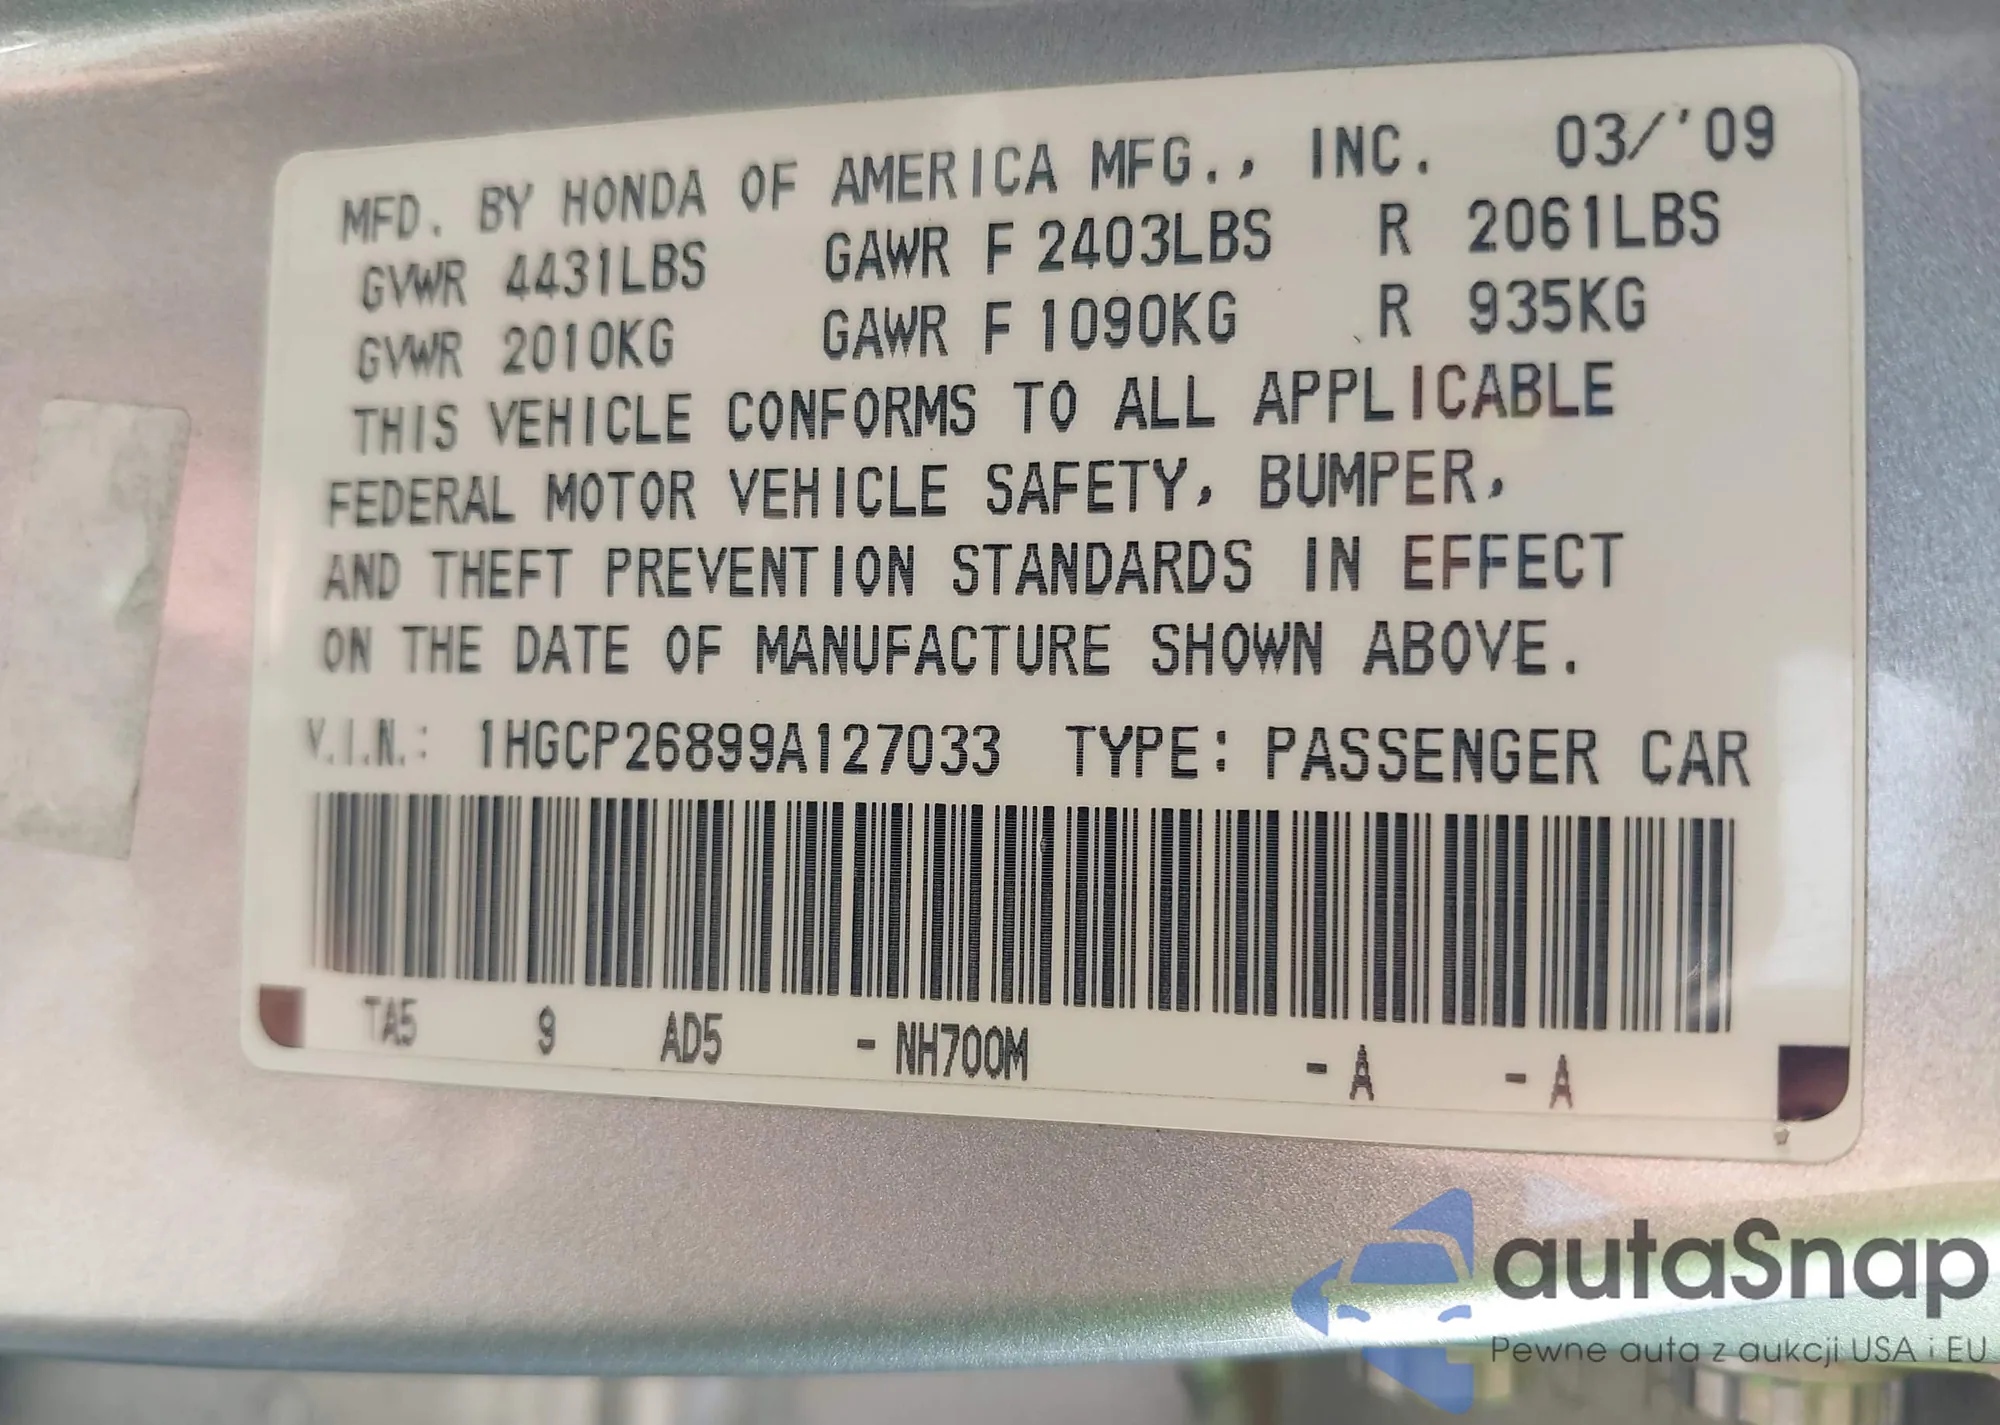 MFD. BY HONDA OF AMERICA MFG., INC. 03/'09
GVWR 4431LBS GAWR F 2403LBS R 2061LBS
GVWR 2010KG GAWR F 1090KG R 935KG
THIS VEHICLE CONFORMS TO ALL APPLICABLE
FEDERAL MOTOR VEHICLE SAFETY, BUMPER,
AND THEFT PREVENTION STANDARDS IN EFFECT
ON THE DATE OF MANUFACTURE SHOWN ABOVE.
V.I.N.: 1HGCP26899A127033 TYPE: PASSENGER CAR
TA5 9 AD5 - NH700M - A - A
autaSnap
Pewne auta z aukcji USA i EU